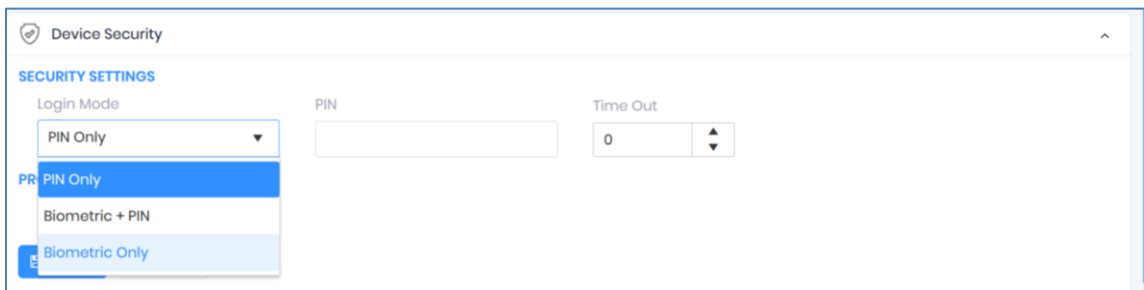 Device Security
SECURITY SETTINGS
Login Mode PIN Time Out
PIN Only 0
PIN Only
Biometric + PIN
Biometric Only